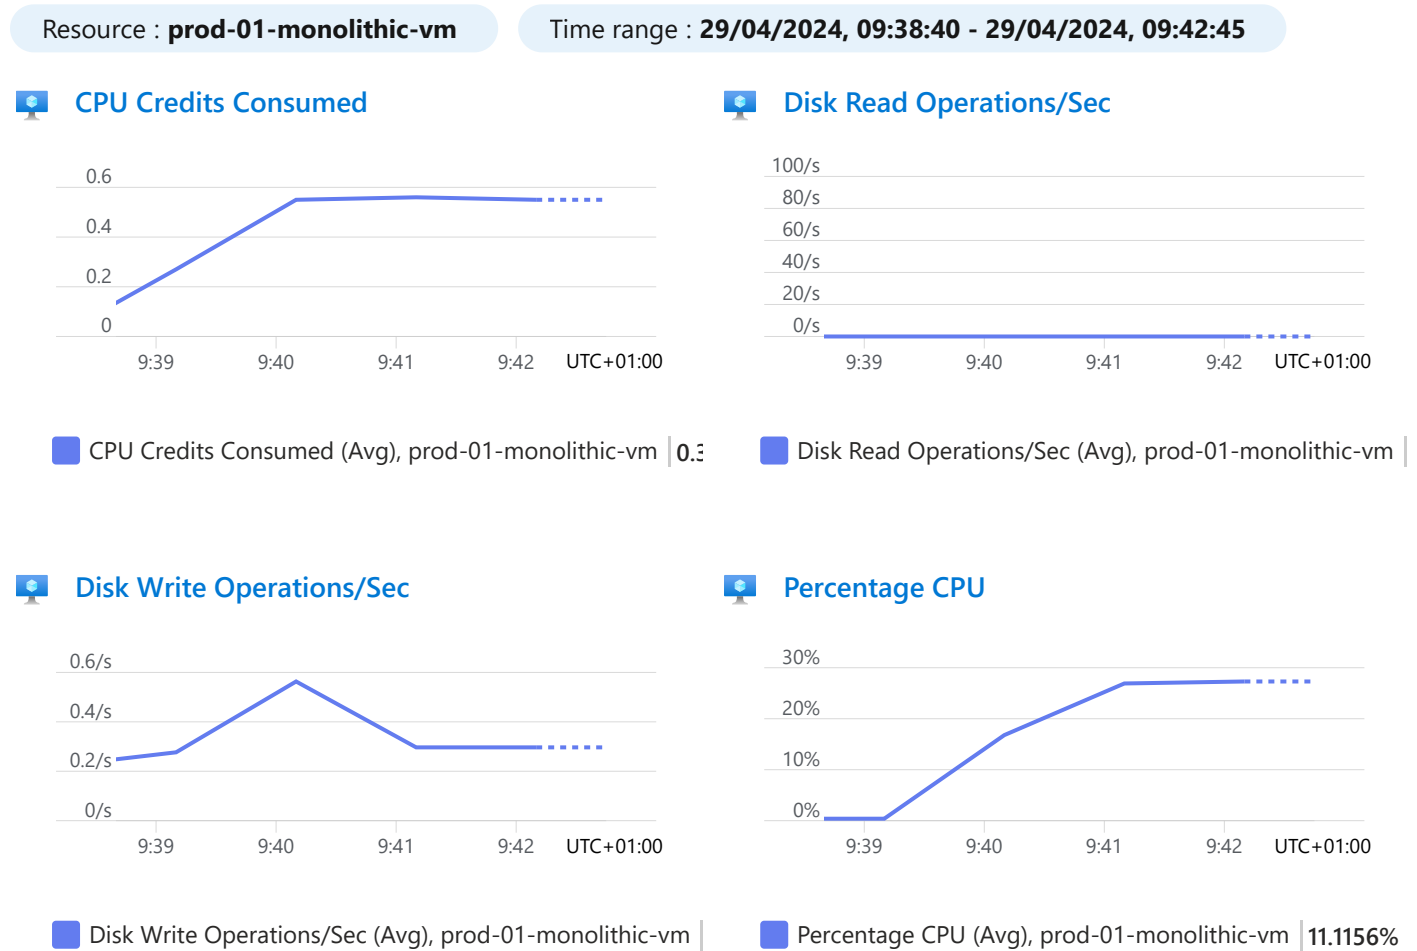 Resource : prod-01-monolithic-vm
Time range : 29/04/2024, 09:38:40 - 29/04/2024, 09:42:45
CPU Credits Consumed
0.6
0.4
0.2
0
9:39 9:40 9:41 9:42 UTC+01:00
CPU Credits Consumed (Avg), prod-01-monolithic-vm
Disk Read Operations/Sec
100/s
80/s
60/s
40/s
20/s
0/s
9:39 9:40 9:41 9:42 UTC+01:00
Disk Read Operations/Sec (Avg), prod-01-monolithic-vm
Disk Write Operations/Sec
0.6/s
0.4/s
0.2/s
0/s
9:39 9:40 9:41 9:42 UTC+01:00
Disk Write Operations/Sec (Avg), prod-01-monolithic-vm
Percentage CPU
30%
20%
10%
0%
9:39 9:40 9:41 9:42 UTC+01:00
Percentage CPU (Avg), prod-01-monolithic-vm 11.1156%